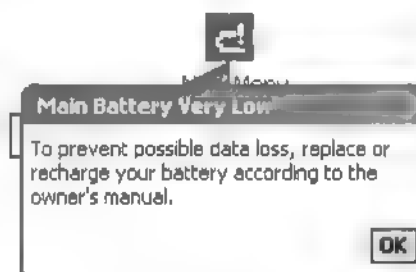 Main Battery Very Low
To prevent possible data loss, replace or
recharge your battery according to the
owner's manual.
OK